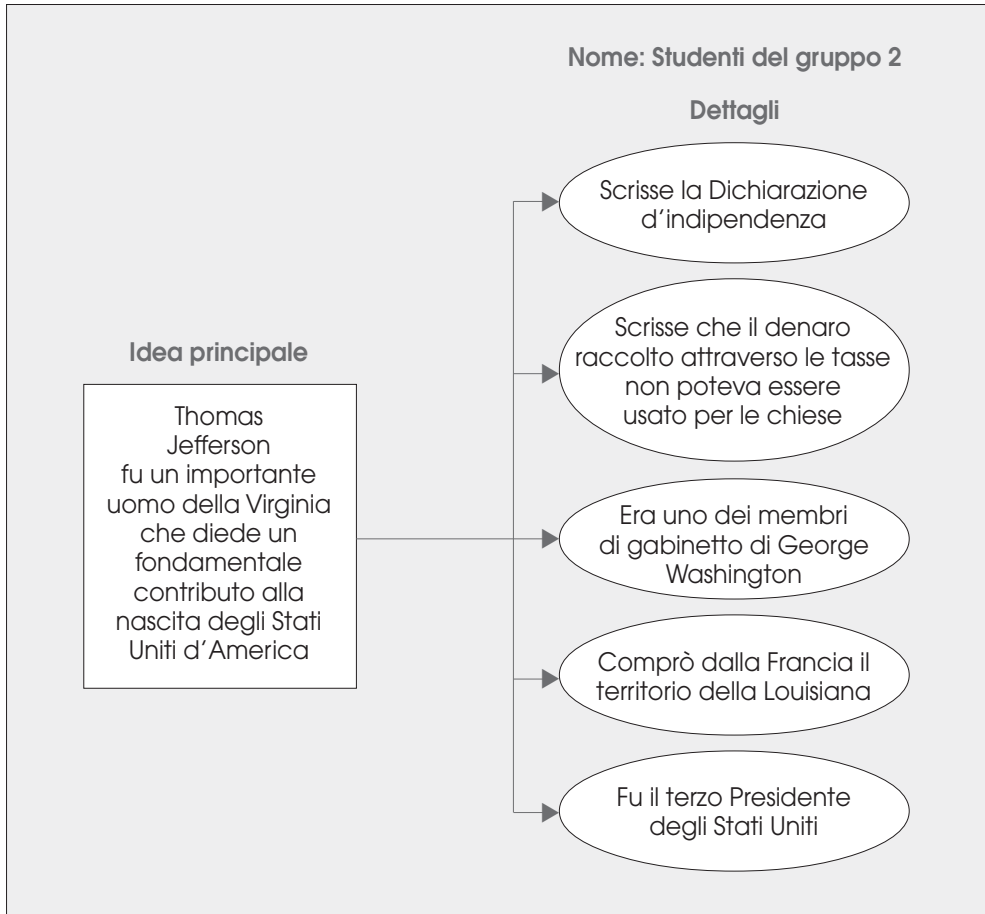 Nome: Studenti del gruppo 2
Dettagli
Scrisse la Dichiarazione
d'indipendenza
Scrisse che il denaro
raccolto attraverso le tasse
non poteva essere
usato per le chiese
Idea principale
Thomas
Jefferson
fu un importante
uomo della Virginia
che diede un
fondamentale
contributo alla
nascita degli Stati
Uniti d'America
Era uno dei membri
di gabinetto di George
Washington
Comprò dalla Francia il
territorio della Louisiana
Fu il terzo Presidente
degli Stati Uniti